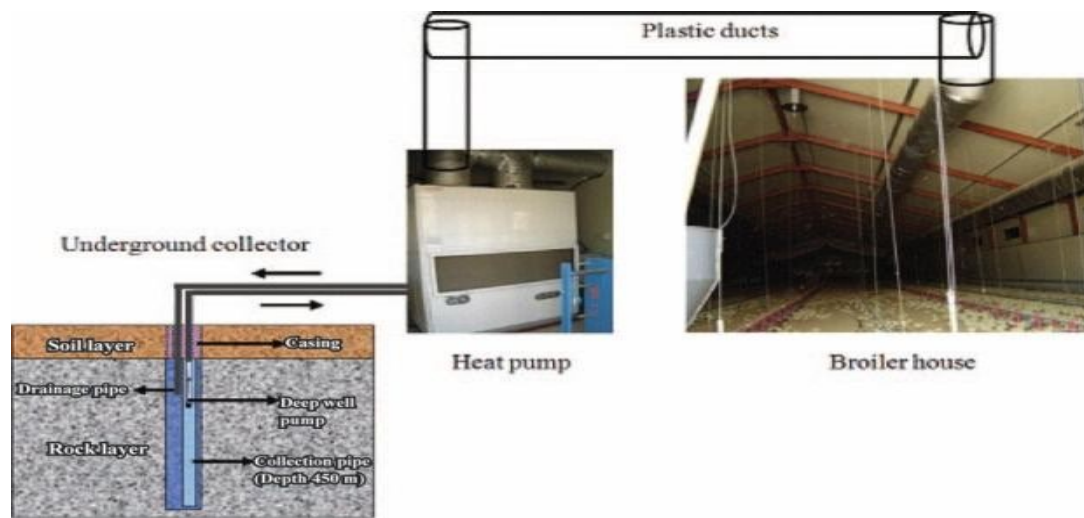 Plastic ducts
Underground collector
Soil layer
Casing
Drainage pipe
Deep well
pump
Rock layer
Collection pipe
(Depth 450 m)
Heat pump
Broiler house